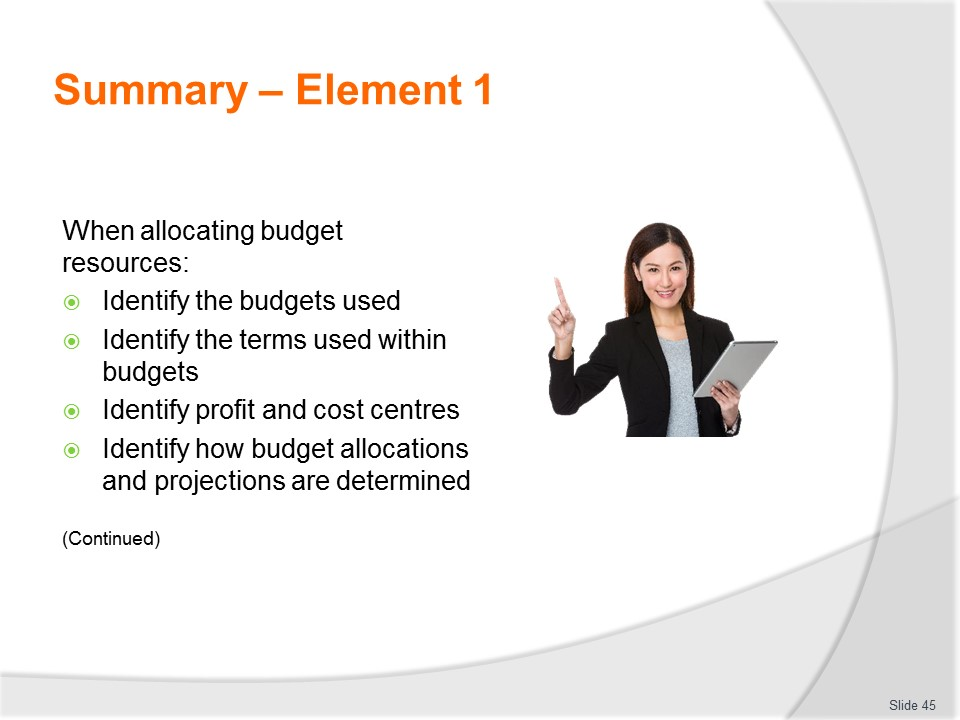 Summary – Element 1
When allocating budget
resources:
Identify the budgets used
Identify the terms used within
budgets
Identify profit and cost centres
Identify how budget allocations
and projections are determined
(Continued)
Slide 45